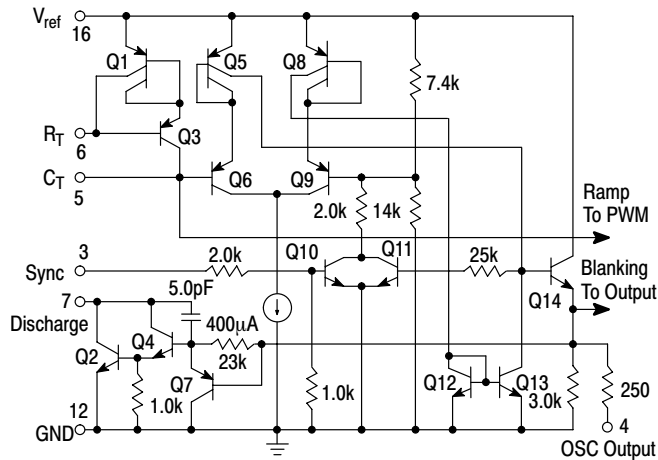 Vref
16
Q1
Q5
Q8
7.4k
RT
6
Q3
CT
5
Q6
Q9
2.0k
14k
Ramp
To PWM
Sync
3
2.0k
Q10
Q11
25k
Q14
Blanking
To Output
7
Discharge
5.0pF
400µA
Q2
Q4
23k
Q7
1.0k
1.0k
Q12
Q13
3.0k
250
12
GND
4
OSC Output